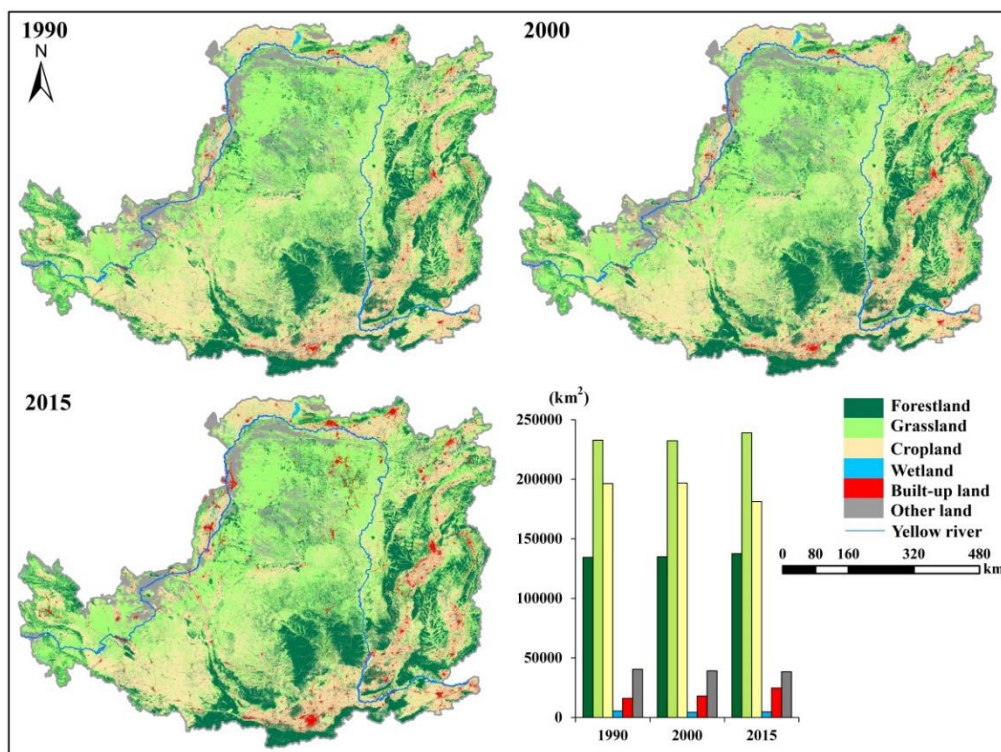 1990
N
2000
2015
(km²)
250000
200000
150000
100000
50000
0
1990 2000 2015
Forestland
Grassland
Cropland
Wetland
Built-up land
Other land
Yellow river
0 80 160 320 480
km